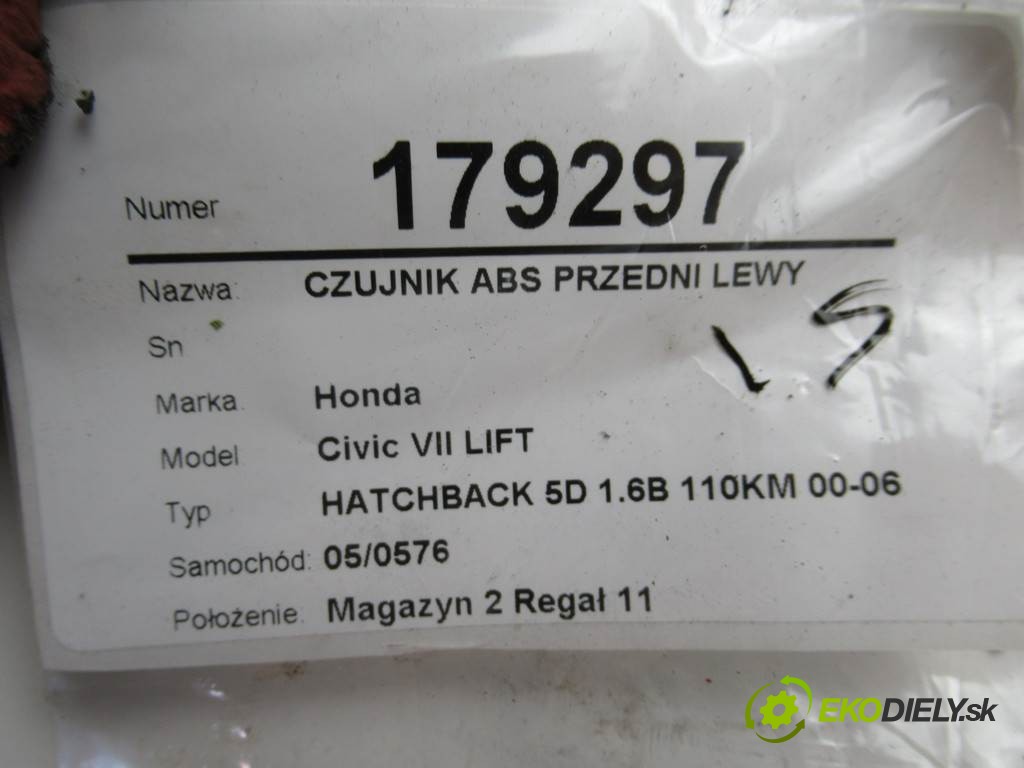 Numer 179297
Nazwa: CZUJNIK ABS PRZEDNI LEWY
Sn
Marka: Honda
Model Civic VII LIFT
Typ HATCHBACK 5D 1.6B 110KM 00-06
Samochód: 05/0576
Położenie: Magazyn 2 Regał 11
EKODIELY.sk